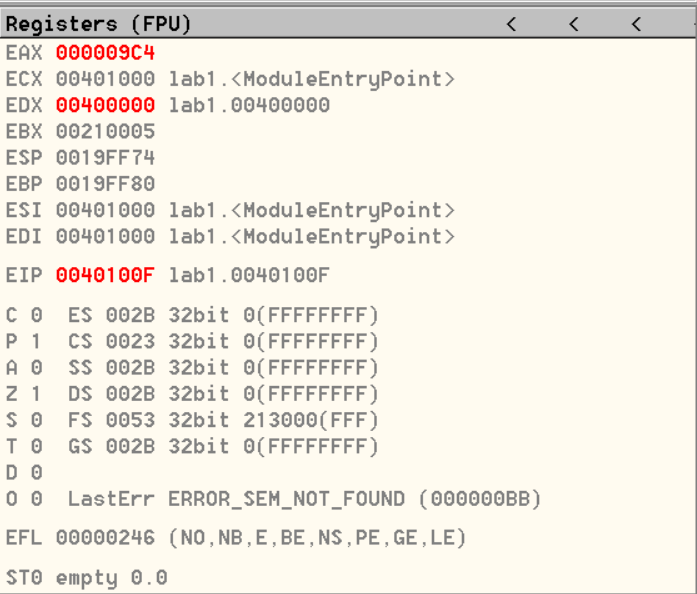 Registers (FPU) < < <
EAX 000009C4
ECX 00401000 lab1.<ModuleEntryPoint>
EDX 00400000 lab1.00400000
EBX 00210005
ESP 0019FF74
EBP 0019FF80
ESI 00401000 lab1.<ModuleEntryPoint>
EDI 00401000 lab1.<ModuleEntryPoint>
EIP 0040100F lab1.0040100F
C 0 ES 002B 32bit 0(FFFFFFFF)
P 1 CS 0023 32bit 0(FFFFFFFF)
A 0 SS 002B 32bit 0(FFFFFFFF)
Z 1 DS 002B 32bit 0(FFFFFFFF)
S 0 FS 0053 32bit 213000(FFF)
T 0 GS 002B 32bit 0(FFFFFFFF)
D 0
O 0 LastErr ERROR_SEM_NOT_FOUND (000000BB)
EFL 00000246 (NO,NB,E,BE,NS,PE,GE,LE)
ST0 empty 0.0